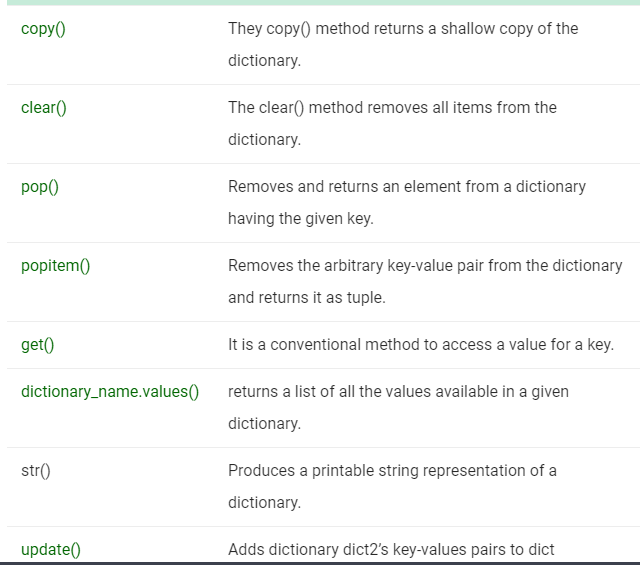 copy() They copy() method returns a shallow copy of the
dictionary.
clear() The clear() method removes all items from the
dictionary.
pop() Removes and returns an element from a dictionary
having the given key.
popitem() Removes the arbitrary key-value pair from the dictionary
and returns it as tuple.
get() It is a conventional method to access a value for a key.
dictionary_name.values() returns a list of all the values available in a given
dictionary.
str() Produces a printable string representation of a
dictionary.
update() Adds dictionary dict2’s key-values pairs to dict